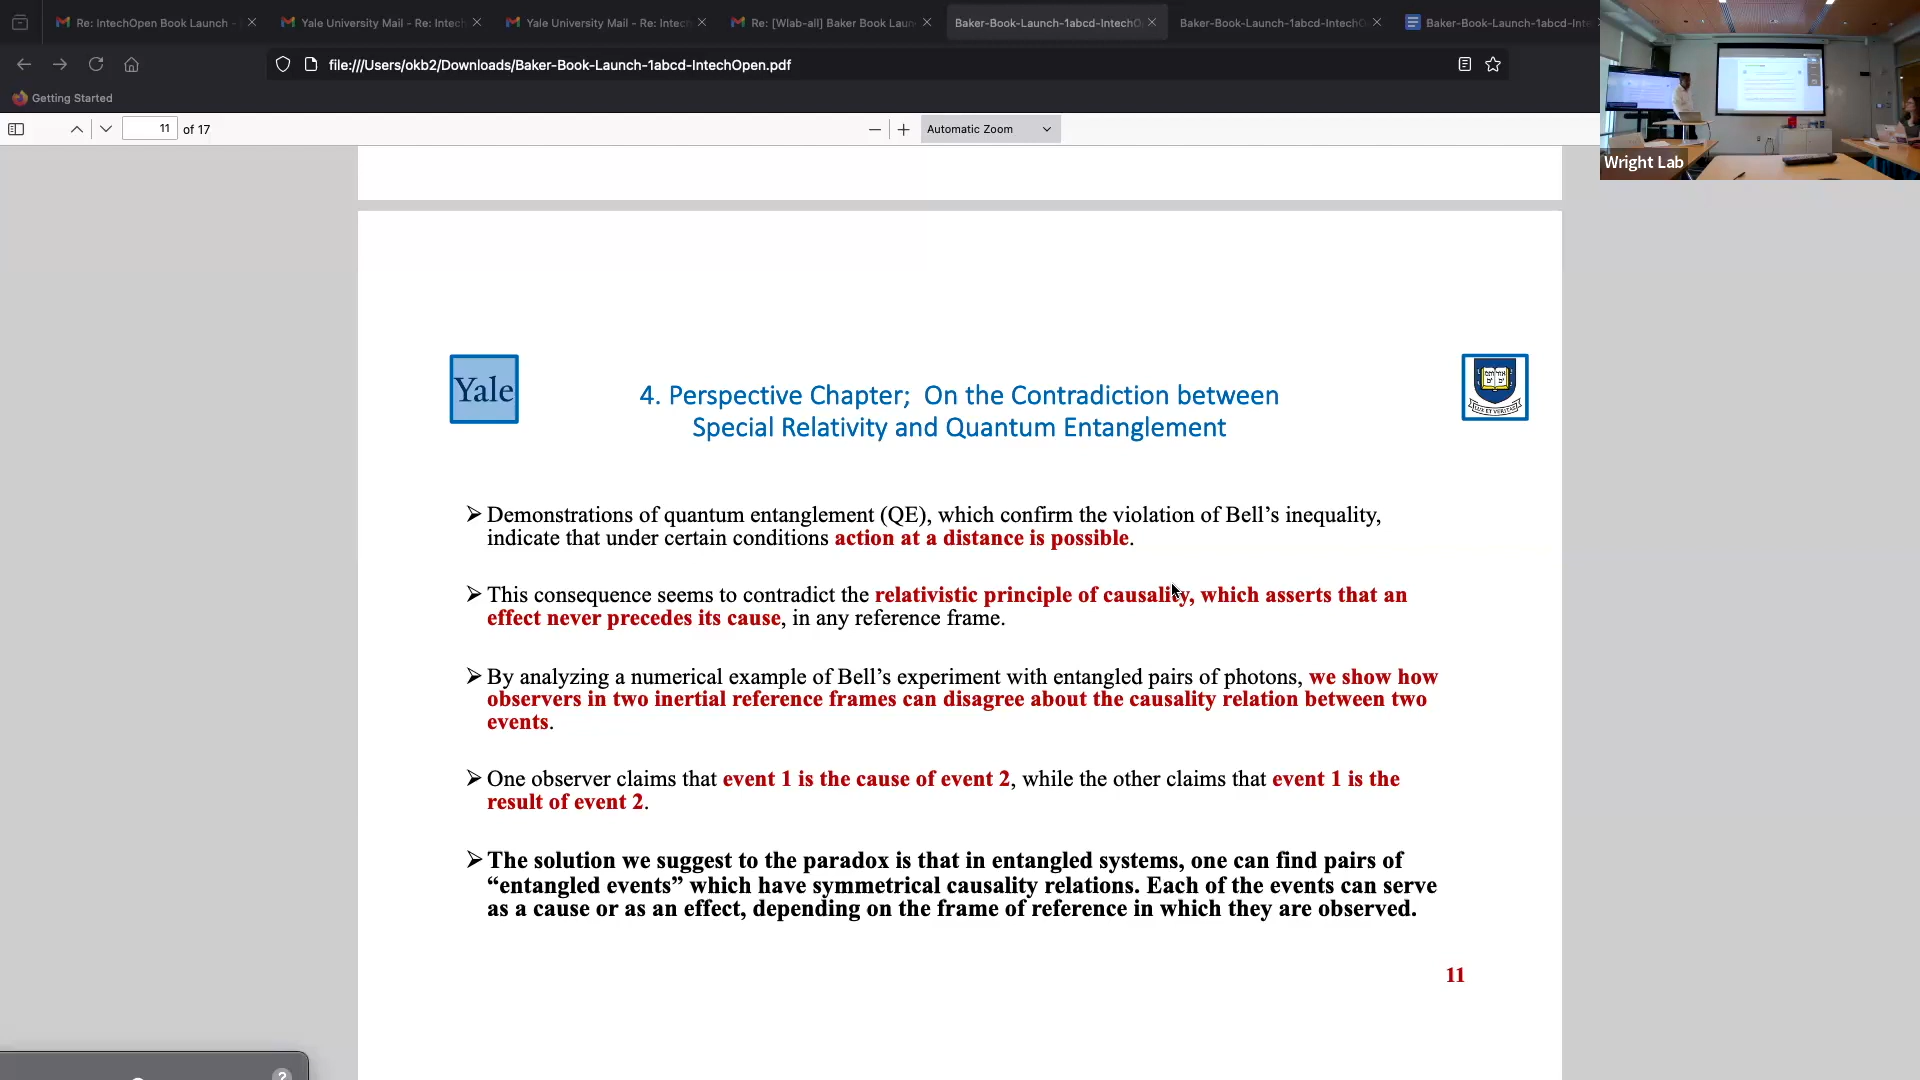 Re: IntechOpen Book Launch -
Yale University Mail - Re: Intech
Yale University Mail - Re: Intech
Re: [Wlab-all] Baker Book Laun
Baker-Book-Launch-1abcd-IntechO
Baker-Book-Launch-1abcd-IntechO
Baker-Book-Launch-1abcd-Inte
file:///Users/okb2/Downloads/Baker-Book-Launch-1abcd-IntechOpen.pdf
Getting Started
11 of 17
Automatic Zoom
Wright Lab
Yale
4. Perspective Chapter; On the Contradiction between
Special Relativity and Quantum Entanglement
LUX ET VERITAS
➢ Demonstrations of quantum entanglement (QE), which confirm the violation of Bell’s inequality,
indicate that under certain conditions action at a distance is possible.
➢ This consequence seems to contradict the relativistic principle of causality, which asserts that an
effect never precedes its cause, in any reference frame.
➢ By analyzing a numerical example of Bell’s experiment with entangled pairs of photons, we show how
observers in two inertial reference frames can disagree about the causality relation between two
events.
➢ One observer claims that event 1 is the cause of event 2, while the other claims that event 1 is the
result of event 2.
➢ The solution we suggest to the paradox is that in entangled systems, one can find pairs of
“entangled events” which have symmetrical causality relations. Each of the events can serve
as a cause or as an effect, depending on the frame of reference in which they are observed.
11
?